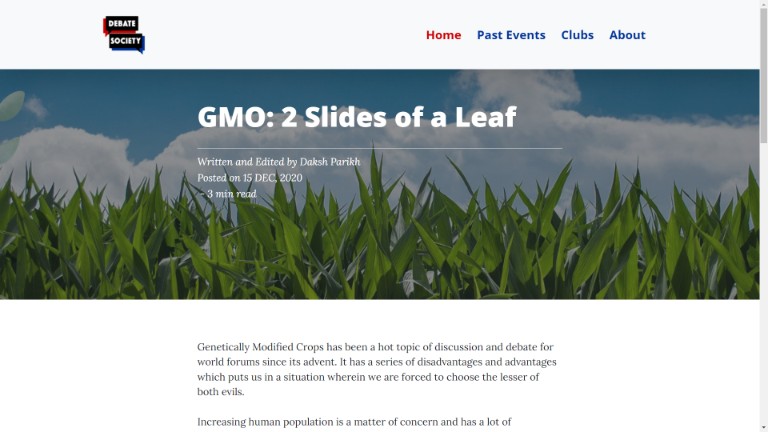 DEBATE
SOCIETY
Home Past Events Clubs About
GMO: 2 Slides of a Leaf
Written and Edited by Daksh Parikh
Posted on 15 DEC, 2020
~ 3 min read
Genetically Modified Crops has been a hot topic of discussion and debate for
world forums since its advent. It has a series of disadvantages and advantages
which puts us in a situation wherein we are forced to choose the lesser of
both evils.
Increasing human population is a matter of concern and has a lot of